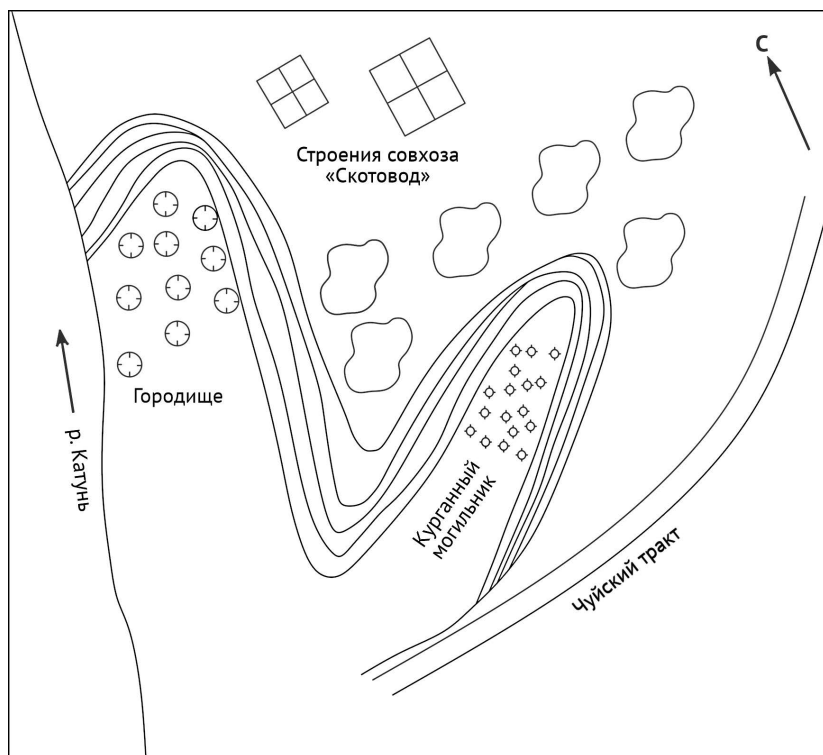 С
Строения совхоза
«Скотовод»
Городище
р. Катунь
Курганный
могильник
Чуйский тракт